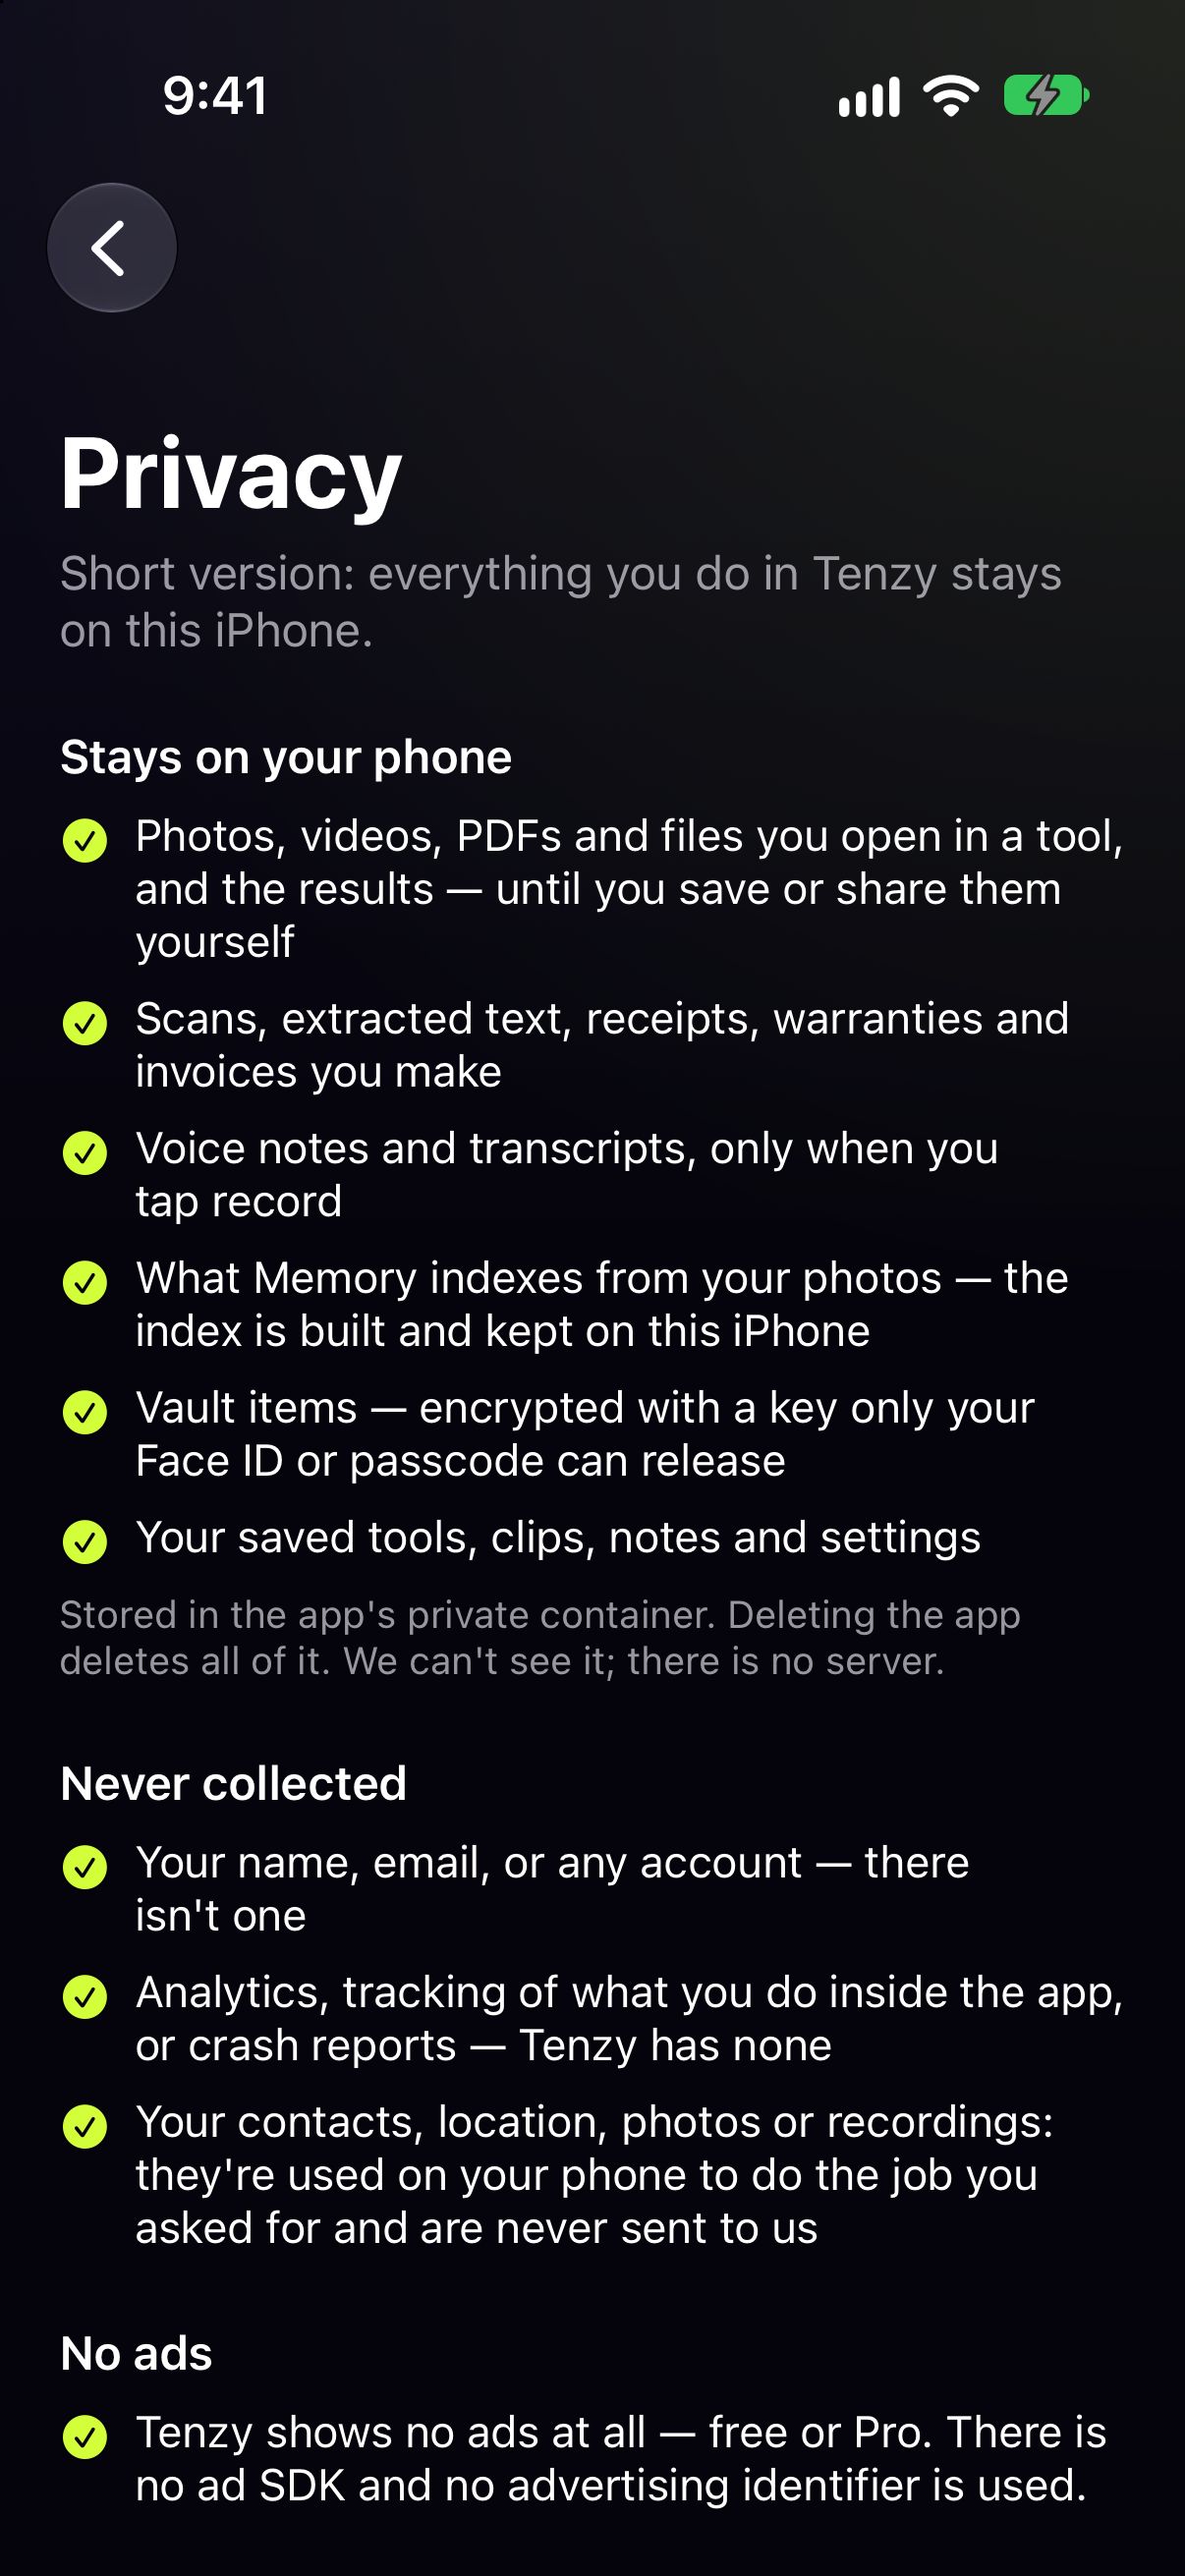 9:41
Privacy
Short version: everything you do in Tenzy stays
on this iPhone.
Stays on your phone
Photos, videos, PDFs and files you open in a tool,
and the results — until you save or share them
yourself
Scans, extracted text, receipts, warranties and
invoices you make
Voice notes and transcripts, only when you
tap record
What Memory indexes from your photos — the
index is built and kept on this iPhone
Vault items — encrypted with a key only your
Face ID or passcode can release
Your saved tools, clips, notes and settings
Stored in the app's private container. Deleting the app
deletes all of it. We can't see it; there is no server.
Never collected
Your name, email, or any account — there
isn't one
Analytics, tracking of what you do inside the app,
or crash reports — Tenzy has none
Your contacts, location, photos or recordings:
they're used on your phone to do the job you
asked for and are never sent to us
No ads
Tenzy shows no ads at all — free or Pro. There is
no ad SDK and no advertising identifier is used.